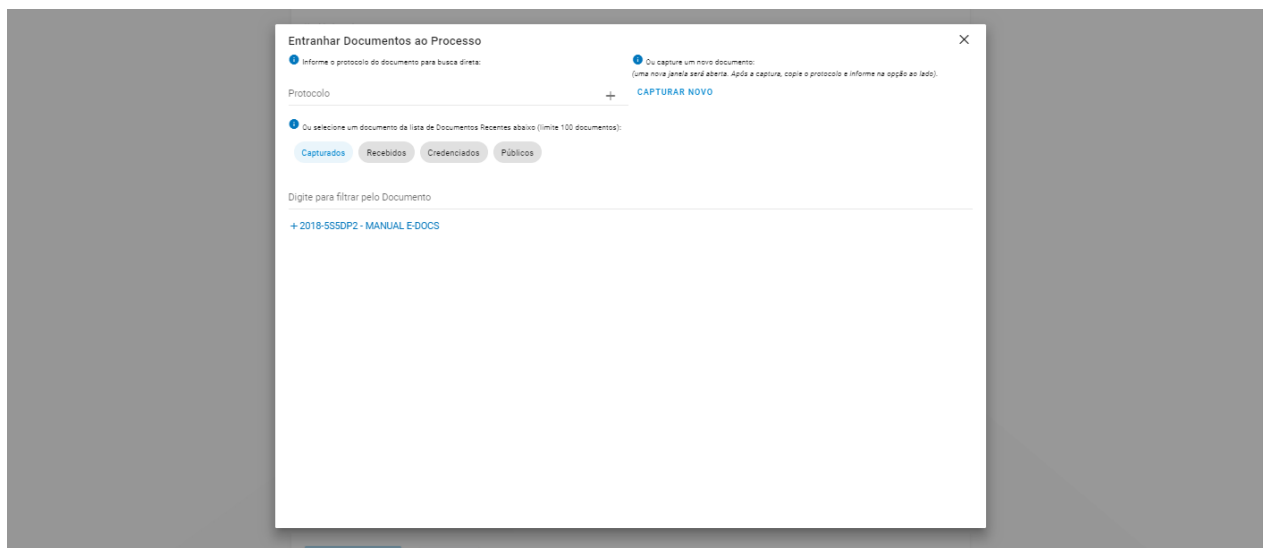 Entranhar Documentos ao Processo
Informe o protocolo do documento para busca direta:
Protocolo
Ou capture um novo documento:
(uma nova janela será aberta. Após a captura, copie o protocolo e informe na opção ao lado).
CAPTURAR NOVO
Ou selecione um documento da lista de Documentos Recentes abaixo (limite 100 documentos):
Capturados Recebidos Credenciados Públicos
Digite para filtrar pelo Documento
+ 2018-5S5DP2 - MANUAL E-DOCS